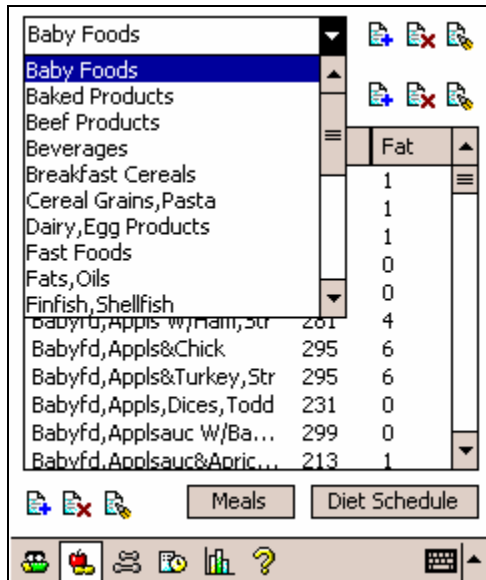 Baby Foods
Baby Foods
Baked Products
Beef Products
Beverages
Breakfast Cereals
Cereal Grains,Pasta
Dairy,Egg Products
Fast Foods
Fats,Oils
Finfish,Shellfish
Fat
1
1
1
0
0
Babyfd,Appls W/Ham,Str 281 4
Babyfd,Appls&Chick 295 6
Babyfd,Appls&Turkey,Str 295 6
Babyfd,Appls,Dices,Todd 231 0
Babyfd,Applsauc W/Ba... 299 0
Babyfd,Applsauc&Apric... 213 1
Meals Diet Schedule